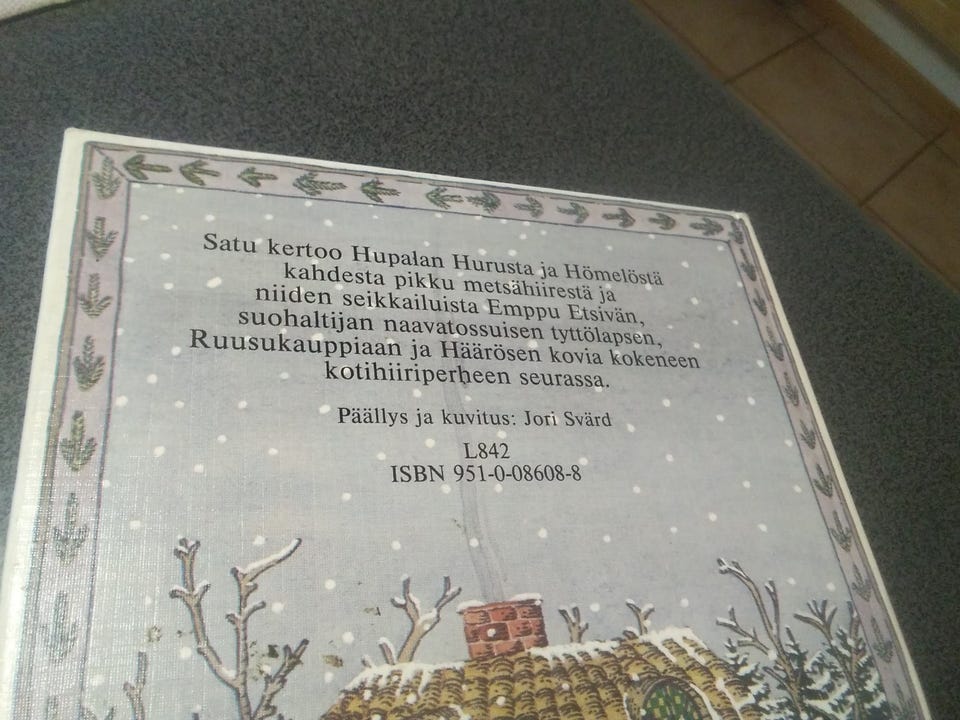 Satu kertoo Hupalan Hurusta ja Hömelöstä
kahdesta pikku metsähiirestä ja
niiden seikkailuista Emppu Etsivän,
suohaltijan naavatossuisen tyttölapsen,
Ruusukauppiaan ja Häärösen kovia kokeneen
kotihiiriperheen seurassa.
Päällys ja kuvitus: Jori Svärd
L842
ISBN 951-0-08608-8